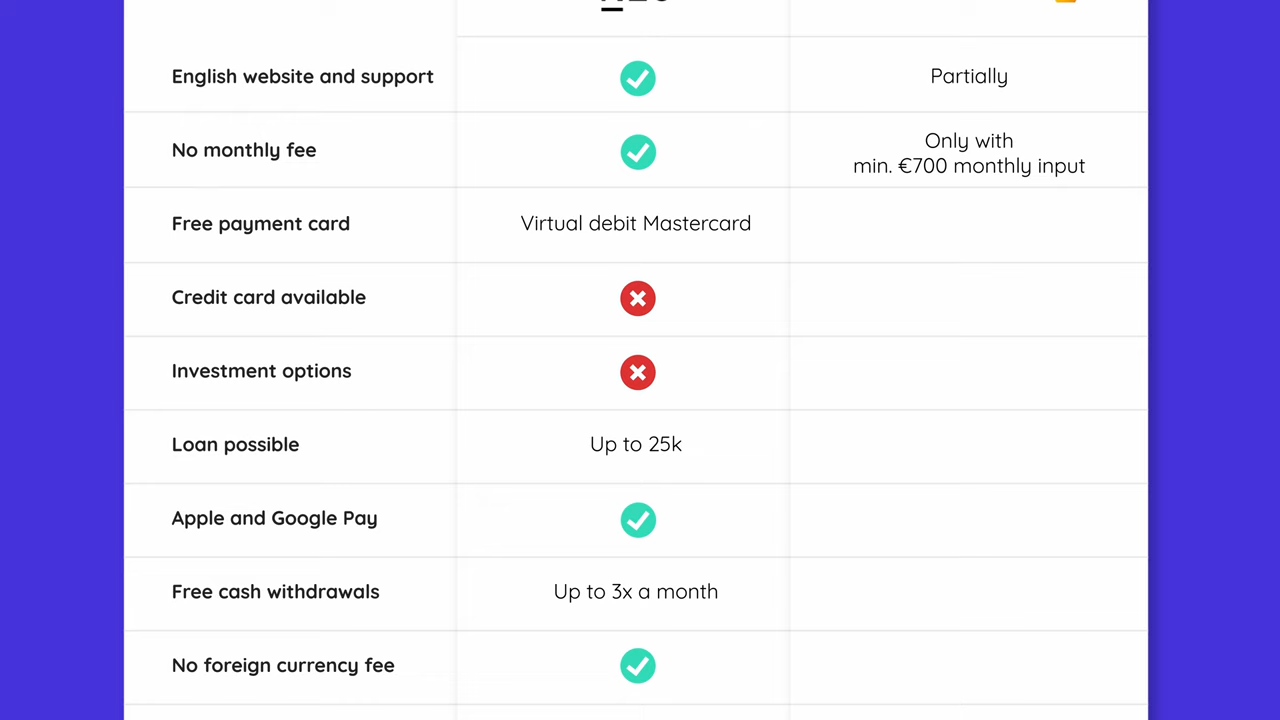 English website and support
Partially
No monthly fee
Only with
min. €700 monthly input
Free payment card
Virtual debit Mastercard
Credit card available
Investment options
Loan possible
Up to 25k
Apple and Google Pay
Free cash withdrawals
Up to 3x a month
No foreign currency fee